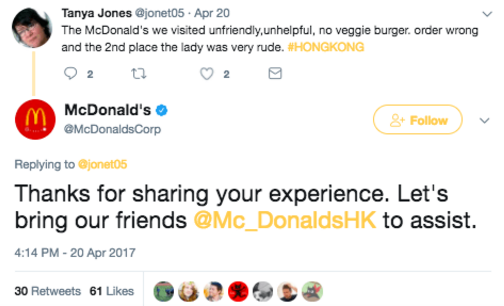 Tanya Jones @jonet05 · Apr 20
The McDonald's we visited unfriendly,unhelpful, no veggie burger. order wrong
and the 2nd place the lady was very rude. #HONGKONG
2 2
McDonald's
@McDonaldsCorp
Follow
Replying to @jonet05
Thanks for sharing your experience. Let's
bring our friends @Mc_DonaldsHK to assist.
4:14 PM - 20 Apr 2017
30 Retweets 61 Likes